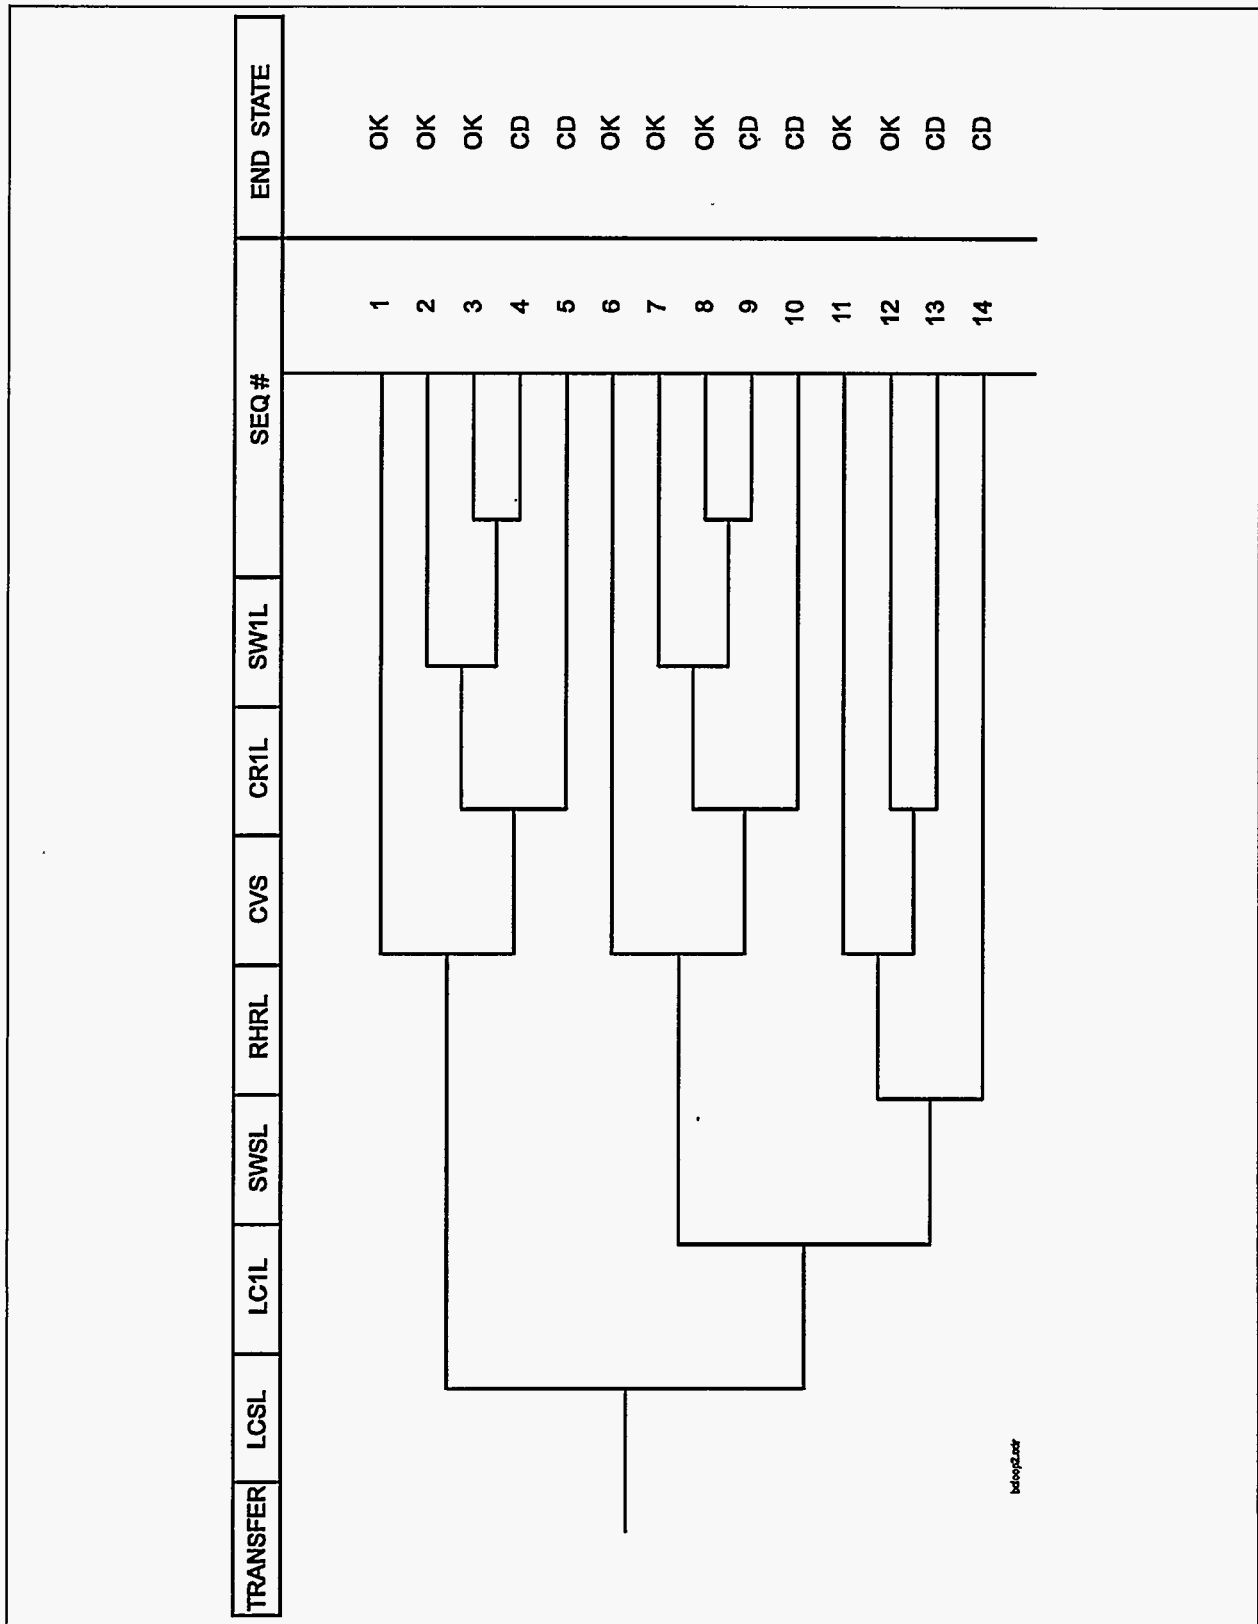 TRANSFER LCSL LC1L SWSL RHRL CVS CR1L SW1L SEQ # END STATE
1 OK
2 OK
3 OK
4 CD
5 CD
6 OK
7 OK
8 OK
9 CD
10 CD
11 OK
12 OK
13 CD
14 CD